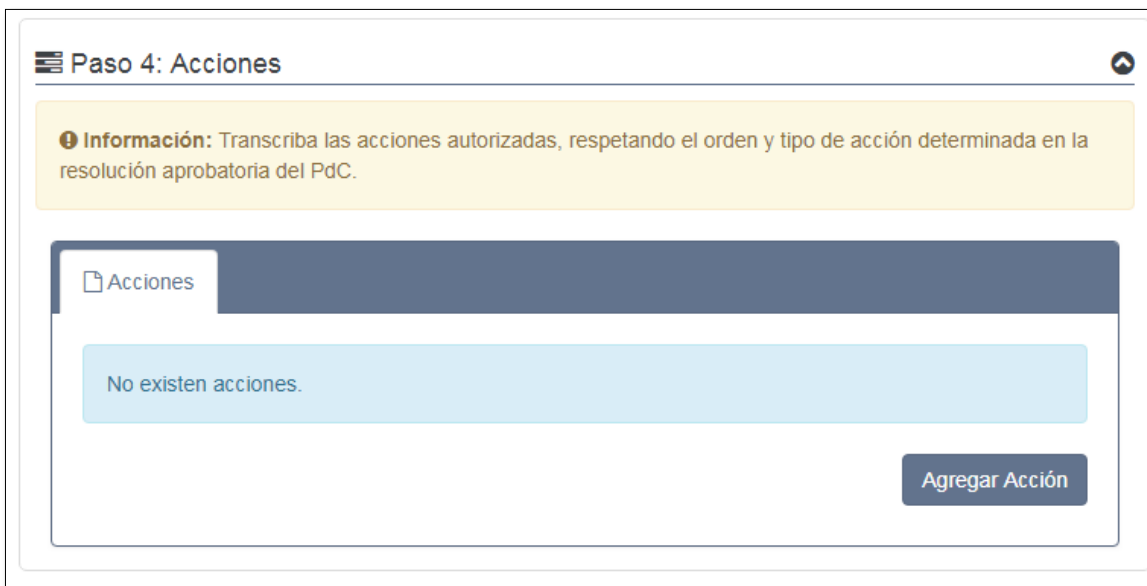 Paso 4: Acciones
Información: Transcriba las acciones autorizadas, respetando el orden y tipo de acción determinada en la
resolución aprobatoria del PdC.
Acciones
No existen acciones.
Agregar Acción